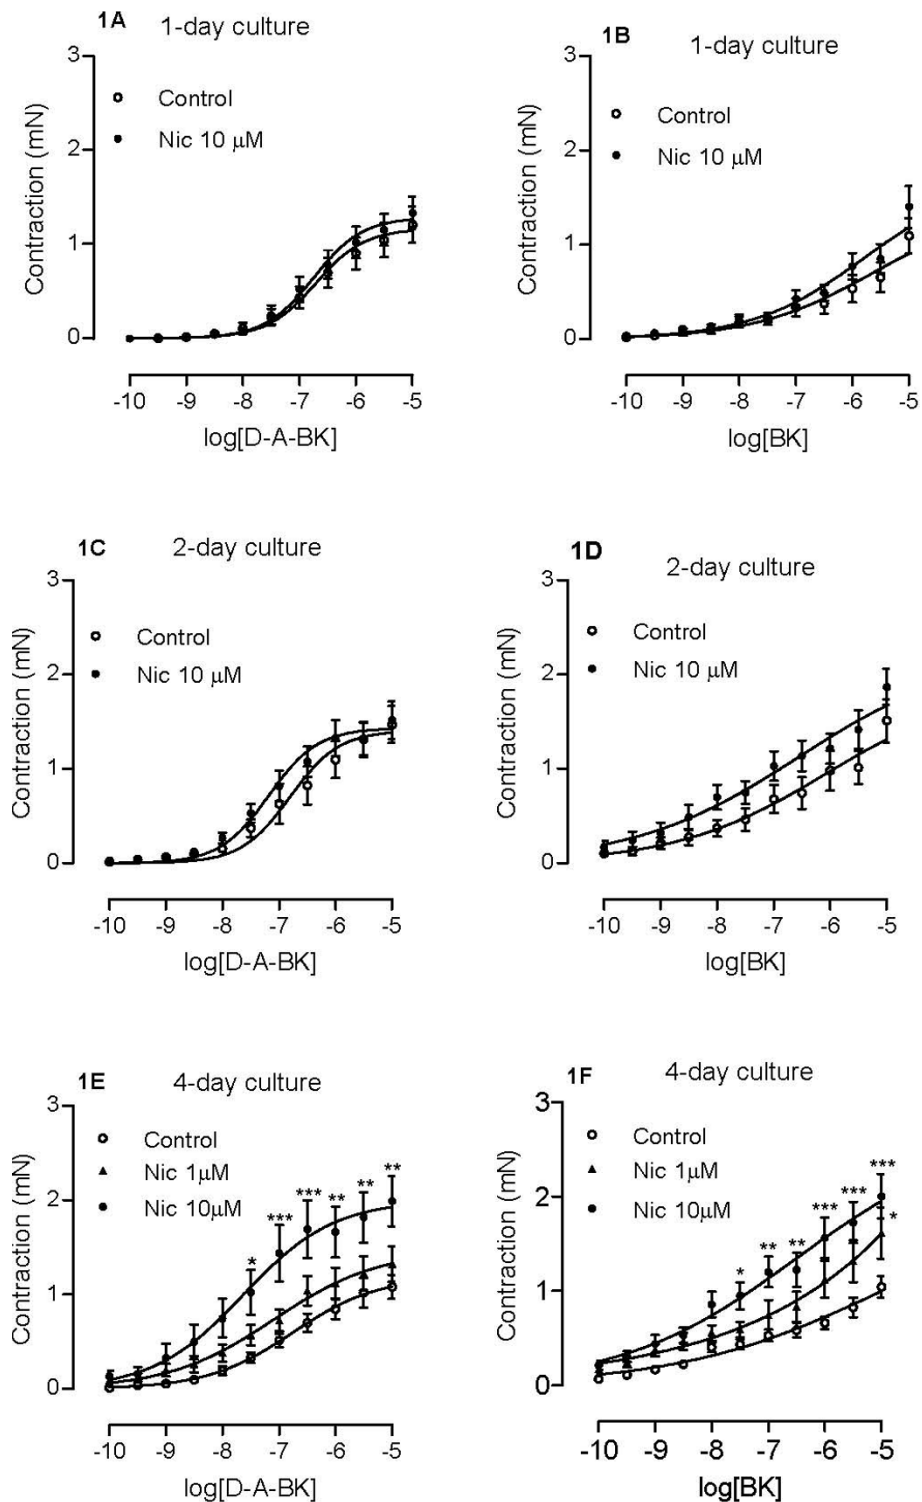 1A 1-day culture
3
Control
Nic 10 μM
2
1
0
Contraction (mN)
-10 -9 -8 -7 -6 -5
log[D-A-BK]
1B 1-day culture
3
Control
Nic 10 μM
2
1
0
Contraction (mN)
-10 -9 -8 -7 -6 -5
log[BK]
1C 2-day culture
3
Control
Nic 10 μM
2
1
0
Contraction (mN)
-10 -9 -8 -7 -6 -5
log[D-A-BK]
1D 2-day culture
3
Control
Nic 10 μM
2
1
0
Contraction (mN)
-10 -9 -8 -7 -6 -5
log[BK]
1E 4-day culture
3
Control
Nic 1μM
Nic 10μM
2
1
0
Contraction (mN)
* *** *** ** ** **
-10 -9 -8 -7 -6 -5
log[D-A-BK]
1F 4-day culture
3
Control
Nic 1μM
Nic 10μM
2
1
0
Contraction (mN)
* ** ** *** *** ***
*
-10 -9 -8 -7 -6 -5
log[BK]